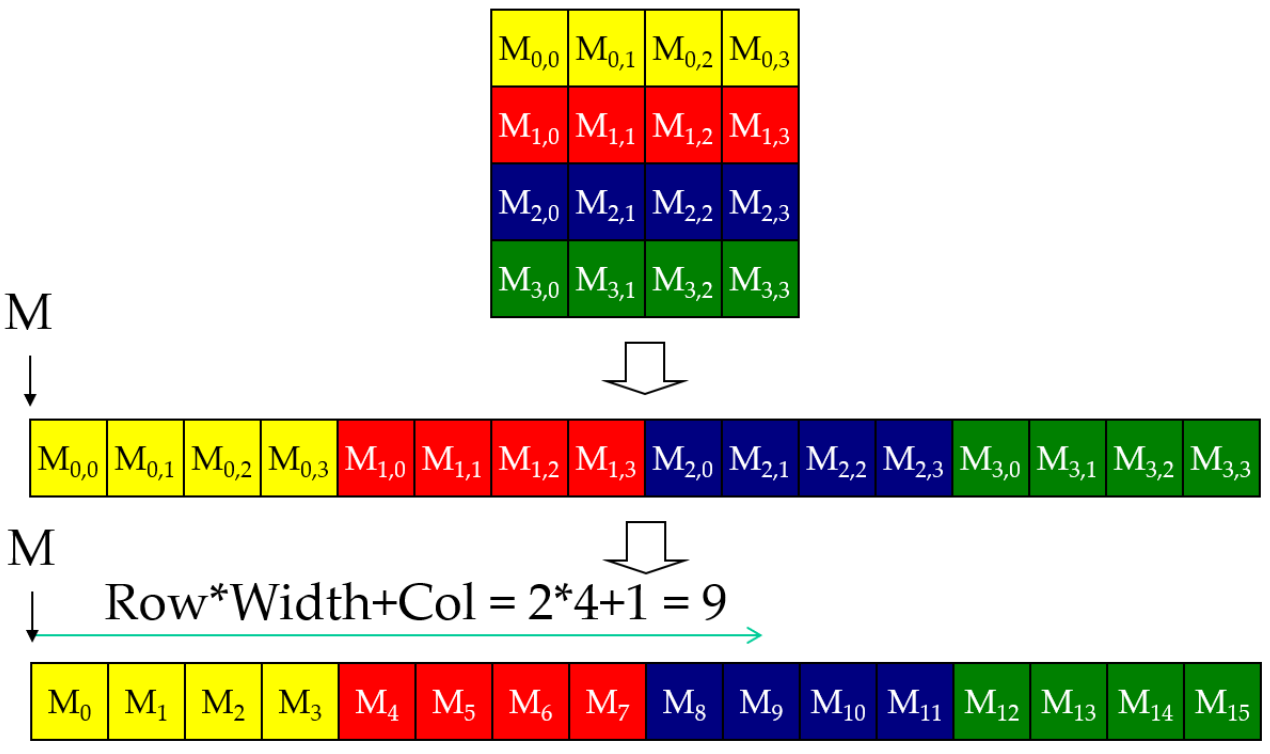 M₀,₀ M₀,₁ M₀,₂ M₀,₃
M₁,₀ M₁,₁ M₁,₂ M₁,₃
M₂,₀ M₂,₁ M₂,₂ M₂,₃
M₃,₀ M₃,₁ M₃,₂ M₃,₃
M
M₀,₀ M₀,₁ M₀,₂ M₀,₃ M₁,₀ M₁,₁ M₁,₂ M₁,₃ M₂,₀ M₂,₁ M₂,₂ M₂,₃ M₃,₀ M₃,₁ M₃,₂ M₃,₃
M
Row*Width+Col = 2*4+1 = 9
M₀ M₁ M₂ M₃ M₄ M₅ M₆ M₇ M₈ M₉ M₁₀ M₁₁ M₁₂ M₁₃ M₁₄ M₁₅